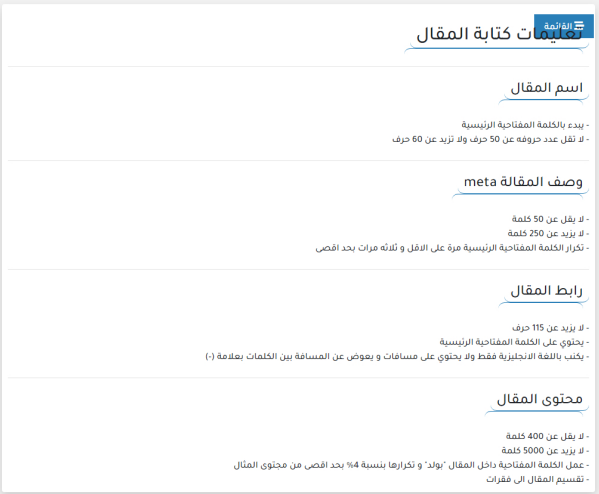 القائمة
تعليمات كتابة المقال
اسم المقال
- يبدء بالكلمة المفتاحية الرئيسية
- لا تقل عدد حروفه عن 50 حرف ولا تزيد عن 60 حرف
وصف المقالة meta
- لا يقل عن 50 كلمة
- لا يزيد عن 250 كلمة
- تكرار الكلمة المفتاحية الرئيسية مرة على الاقل و ثلاثه مرات بحد اقصى
رابط المقال
- لا يزيد عن 115 حرف
- يحتوي على الكلمة المفتاحية الرئيسية
- يكتب باللغة الانجليزية فقط ولا يحتوي على مسافات و يعوض عن المسافة بين الكلمات بعلامة (-)
محتوى المقال
- لا يقل عن 400 كلمة
- لا يزيد عن 5000 كلمة
- عمل الكلمة المفتاحية داخل المقال "بولد" و تكرارها بنسبة 4% بحد اقصى من محتوى المثال
- تقسيم المقال الى فقرات